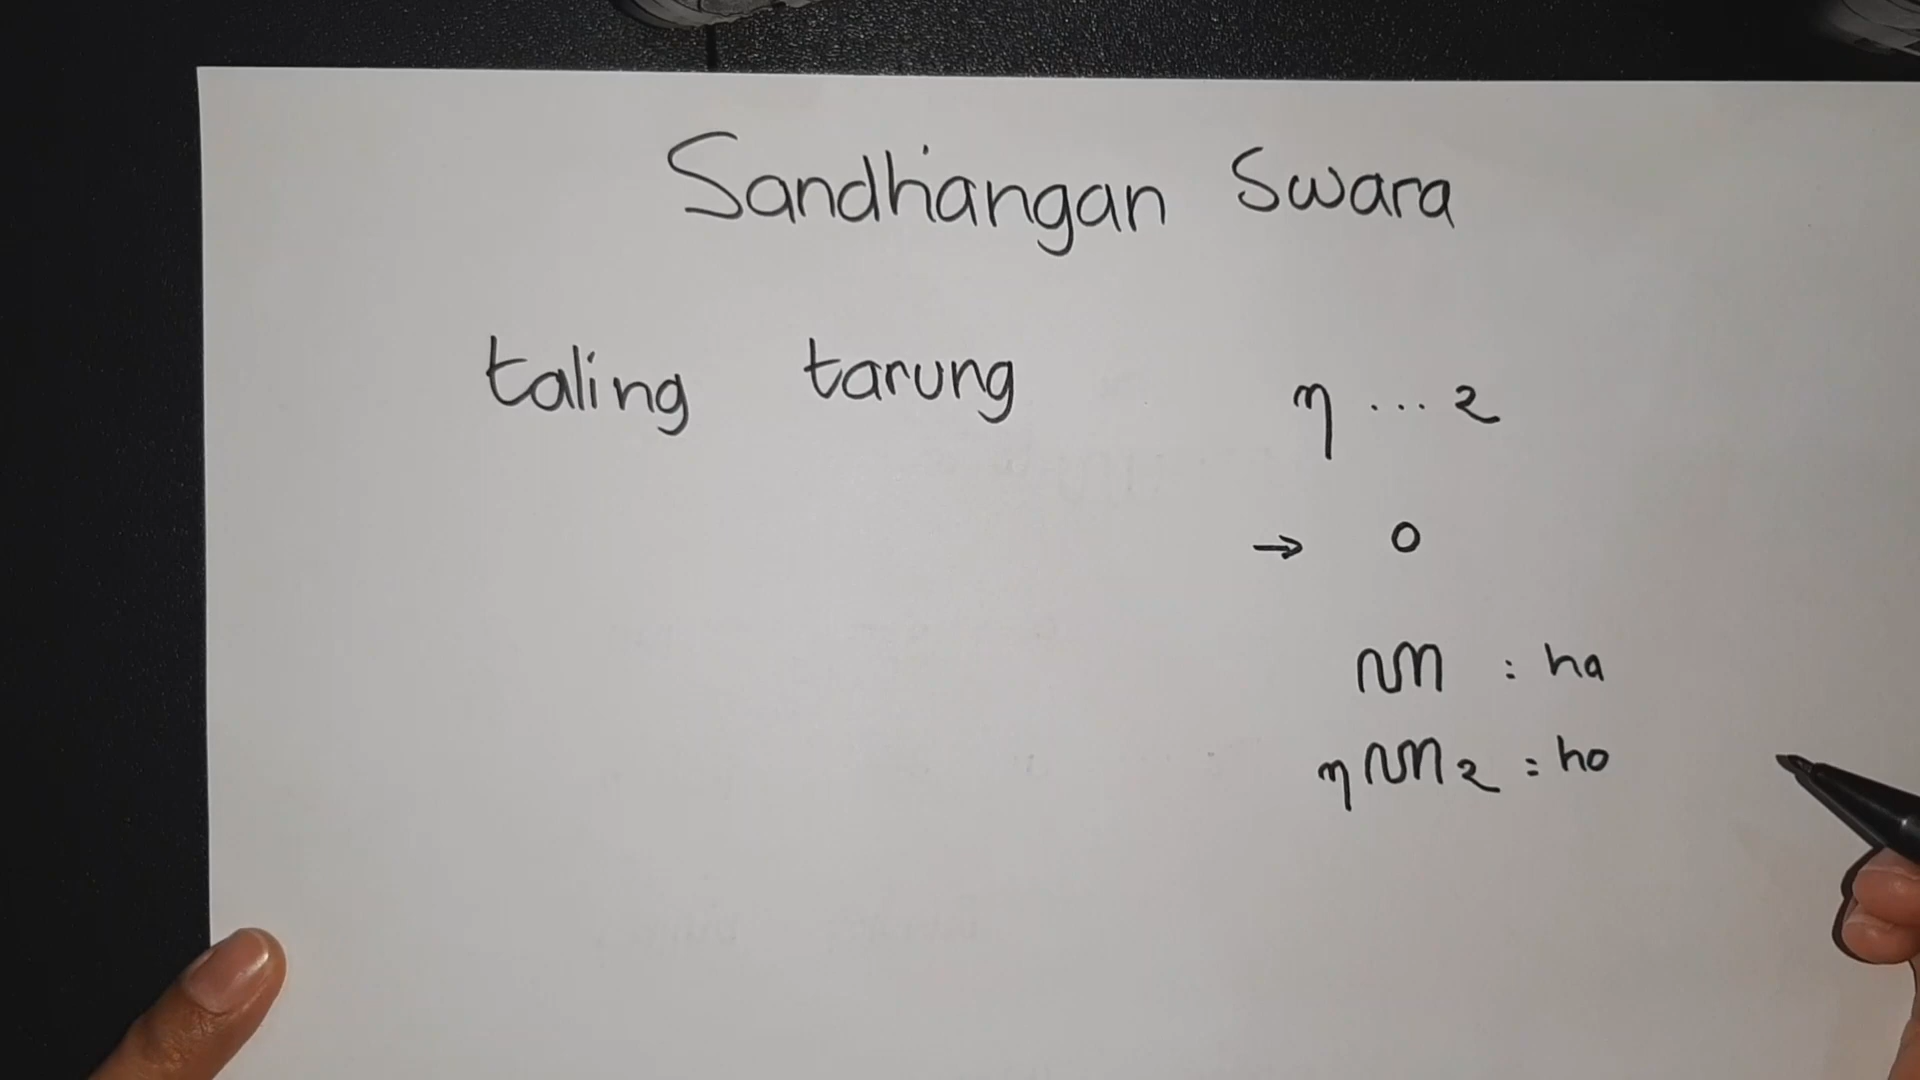 Sandhangan Swara
taling tarung ꦺ ... ꦴ
→ o
ꦲ : ha
ꦲꦺꦴ : ho